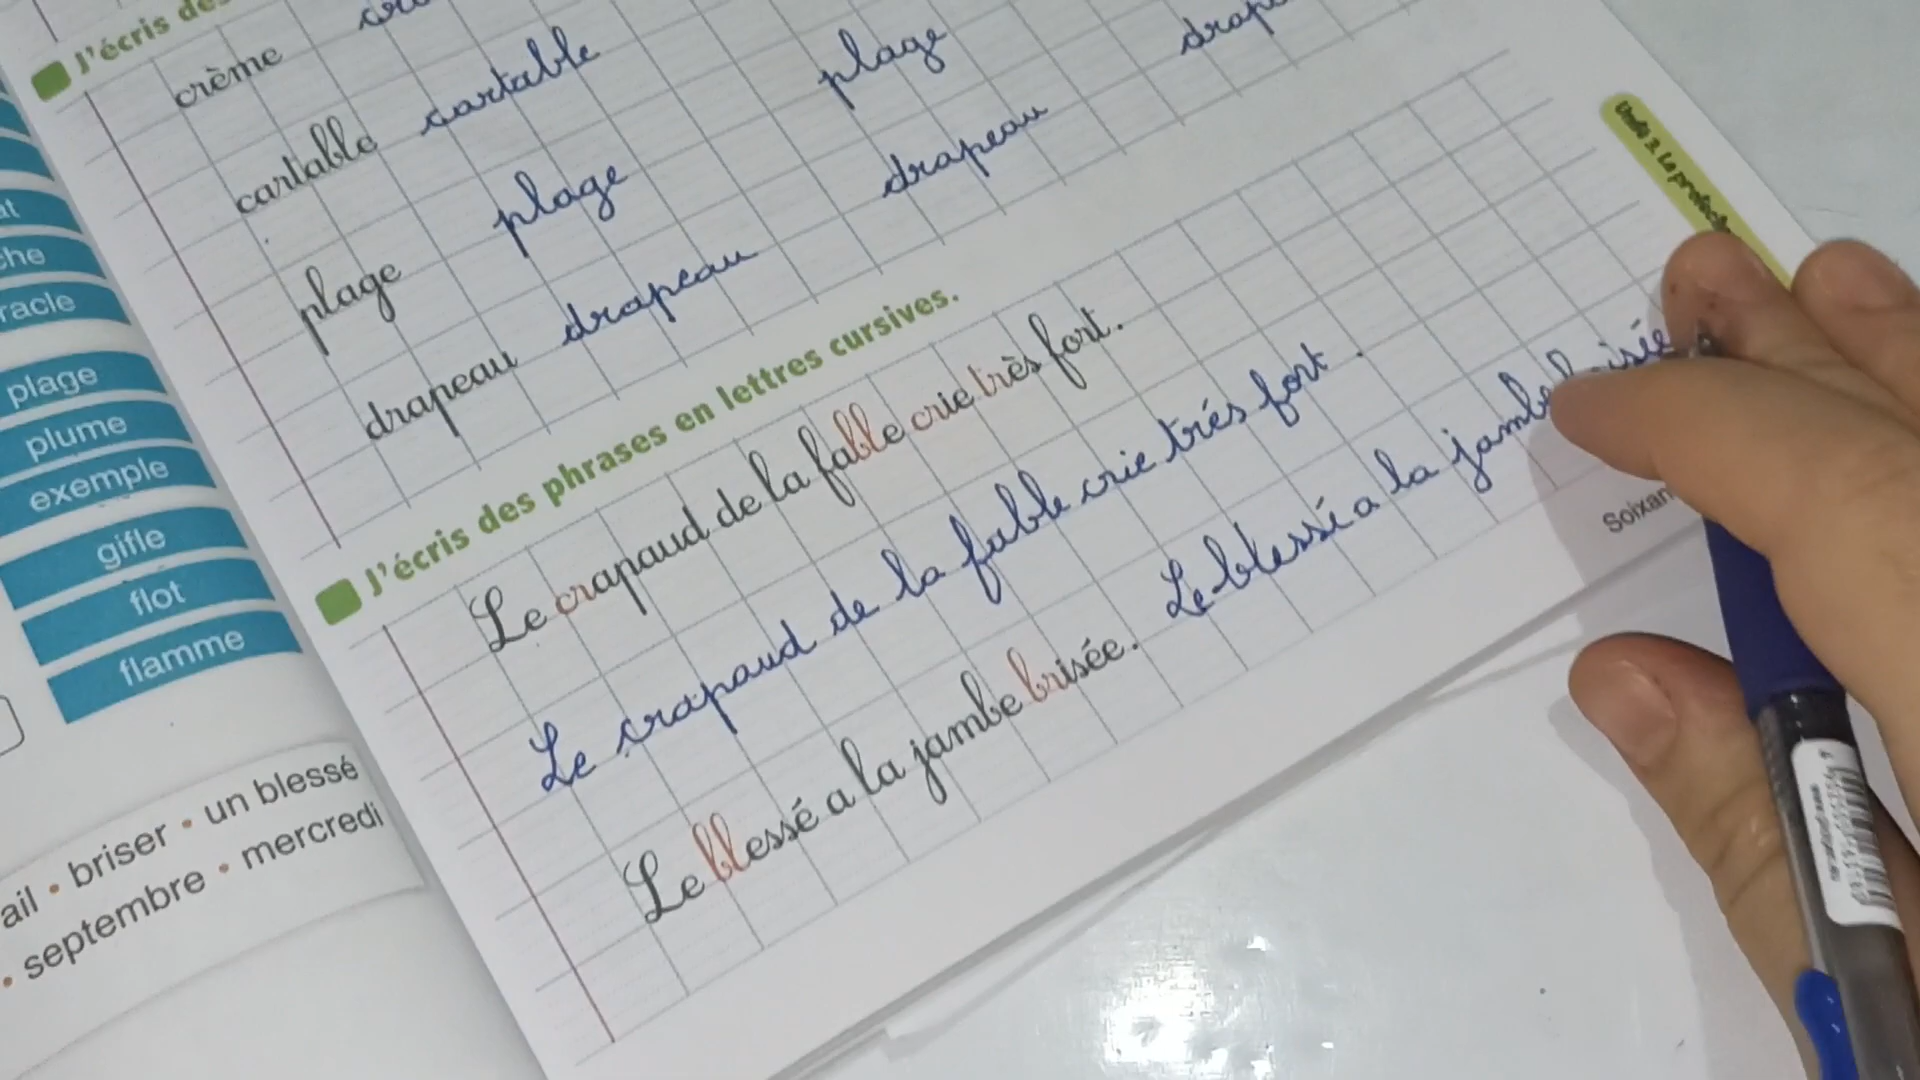 at
che
racle
plage
plume
exemple
gifle
flot
flamme
ail • briser • un blessé
• septembre • mercredi
J'écris des
crème
cartable cartable plage
plage plage drapeau
drapeau drapeau
J'écris des phrases en lettres cursives.
Le crapaud de la fable crie très fort.
Le crapaud de la fable crie trés fort.
Le blessé a la jambe brisée. Le blessé a la jambe
Soixan